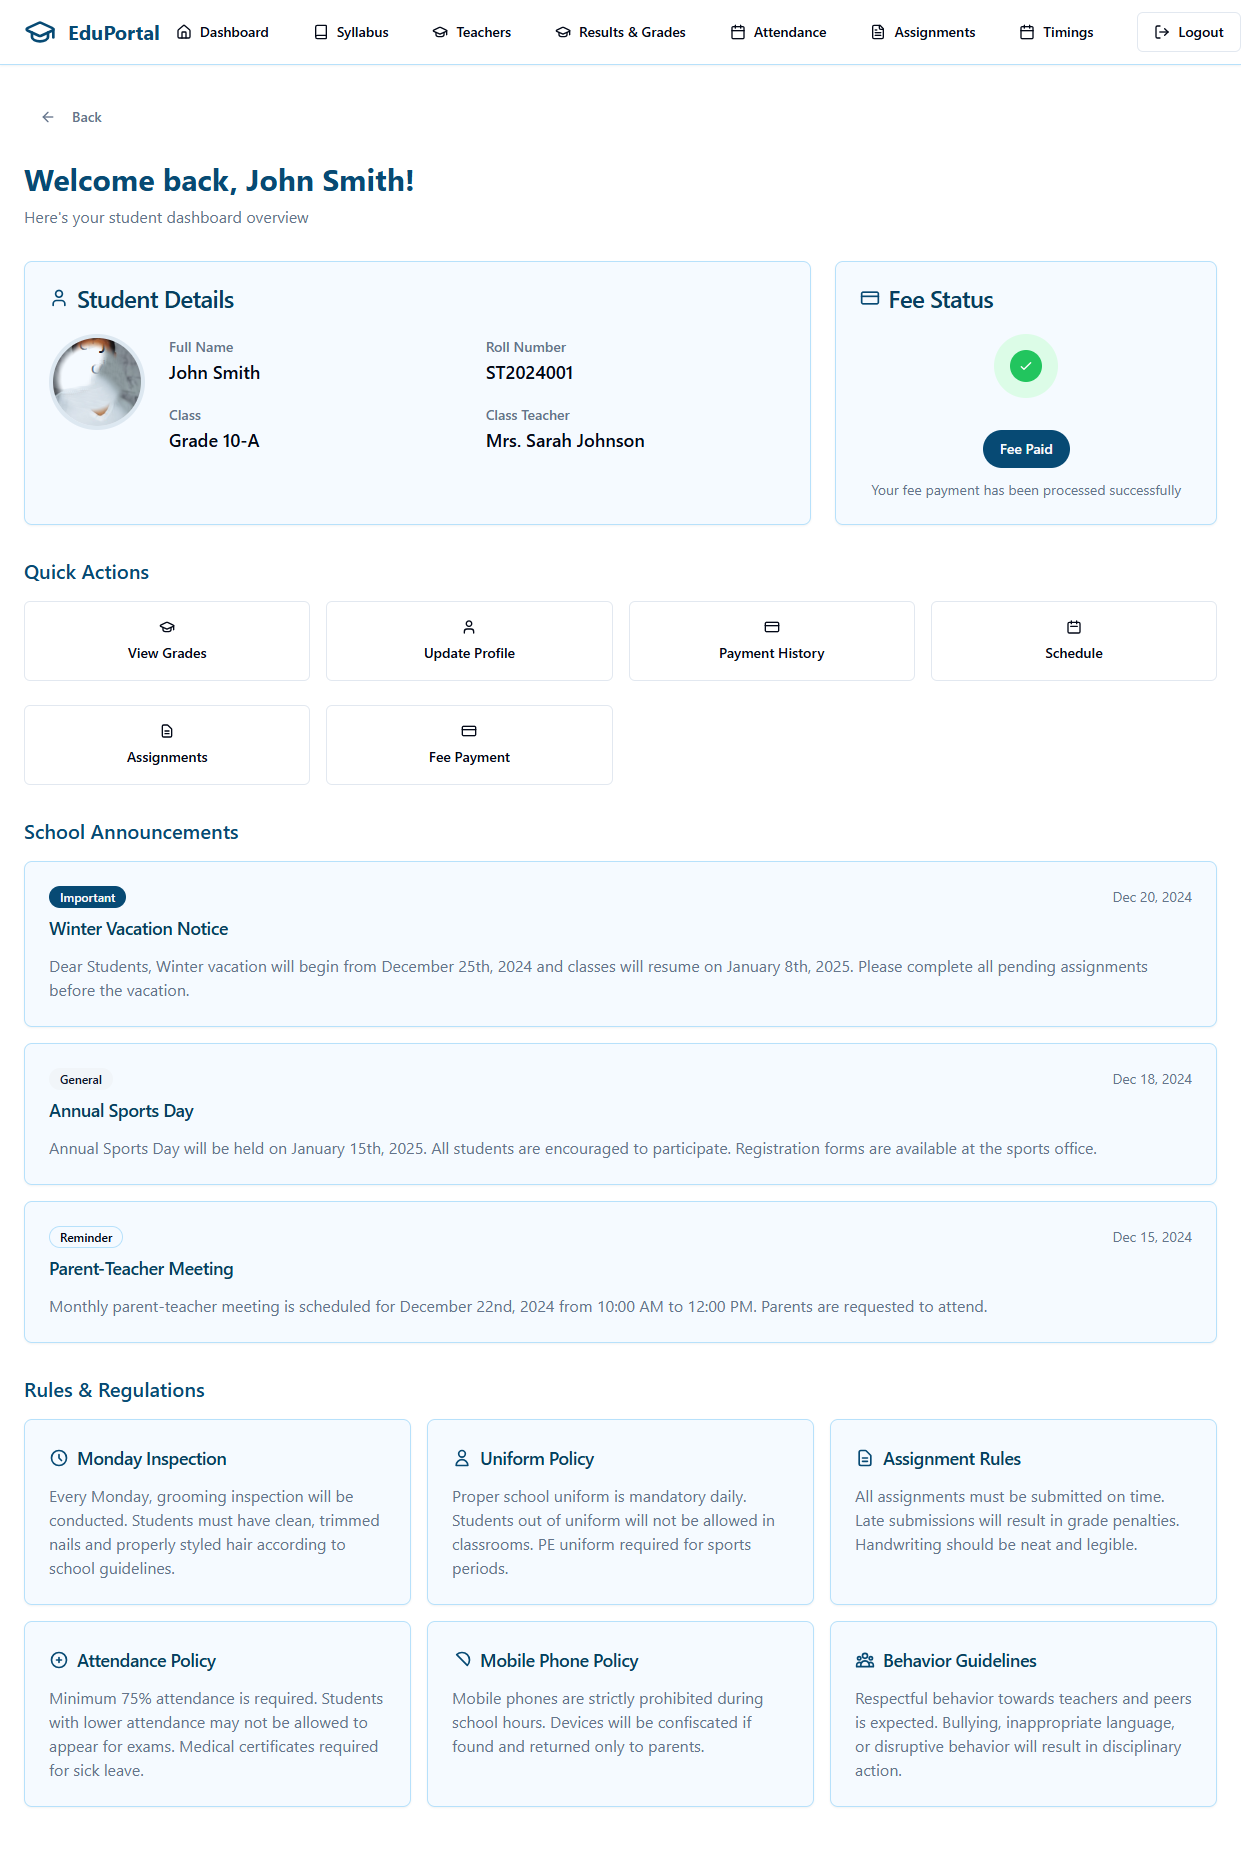 EduPortal
Dashboard
Syllabus
Teachers
Results & Grades
Attendance
Assignments
Timings
Logout
Back
Welcome back, John Smith!
Here's your student dashboard overview
Student Details
Full Name
John Smith
Roll Number
ST2024001
Class
Grade 10-A
Class Teacher
Mrs. Sarah Johnson
Fee Status
Fee Paid
Your fee payment has been processed successfully
Quick Actions
View Grades
Update Profile
Payment History
Schedule
Assignments
Fee Payment
School Announcements
Important
Dec 20, 2024
Winter Vacation Notice
Dear Students, Winter vacation will begin from December 25th, 2024 and classes will resume on January 8th, 2025. Please complete all pending assignments
before the vacation.
General
Dec 18, 2024
Annual Sports Day
Annual Sports Day will be held on January 15th, 2025. All students are encouraged to participate. Registration forms are available at the sports office.
Reminder
Dec 15, 2024
Parent-Teacher Meeting
Monthly parent-teacher meeting is scheduled for December 22nd, 2024 from 10:00 AM to 12:00 PM. Parents are requested to attend.
Rules & Regulations
Monday Inspection
Every Monday, grooming inspection will be
conducted. Students must have clean, trimmed
nails and properly styled hair according to
school guidelines.
Uniform Policy
Proper school uniform is mandatory daily.
Students out of uniform will not be allowed in
classrooms. PE uniform required for sports
periods.
Assignment Rules
All assignments must be submitted on time.
Late submissions will result in grade penalties.
Handwriting should be neat and legible.
Attendance Policy
Minimum 75% attendance is required. Students
with lower attendance may not be allowed to
appear for exams. Medical certificates required
for sick leave.
Mobile Phone Policy
Mobile phones are strictly prohibited during
school hours. Devices will be confiscated if
found and returned only to parents.
Behavior Guidelines
Respectful behavior towards teachers and peers
is expected. Bullying, inappropriate language,
or disruptive behavior will result in disciplinary
action.